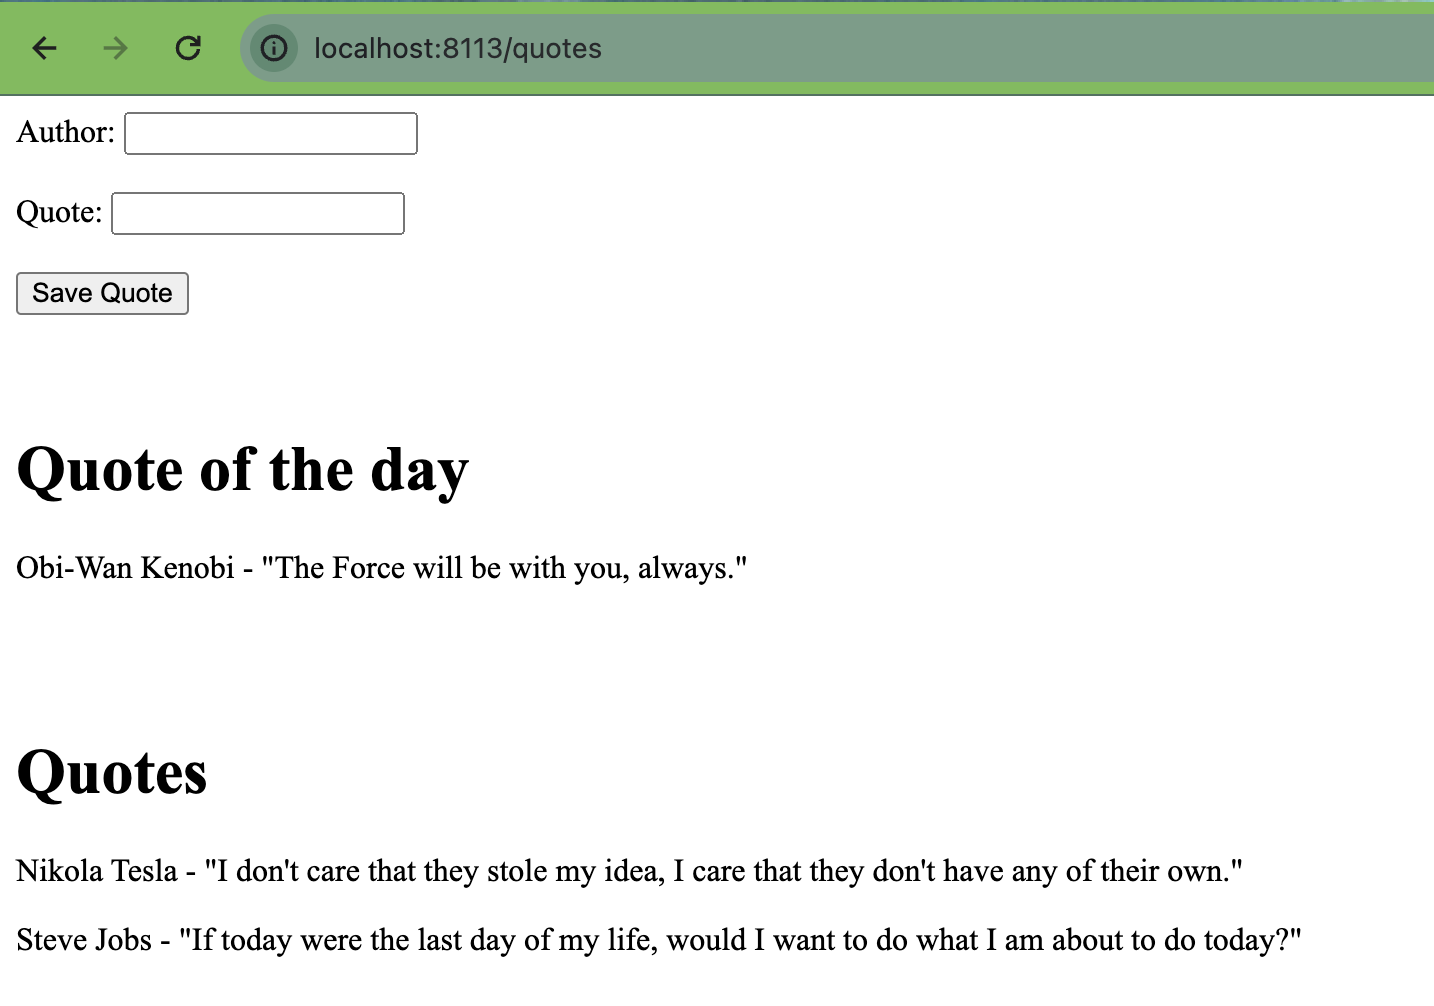 localhost:8113/quotes
Author:
Quote:
Save Quote
Quote of the day
Obi-Wan Kenobi - "The Force will be with you, always."
Quotes
Nikola Tesla - "I don't care that they stole my idea, I care that they don't have any of their own."
Steve Jobs - "If today were the last day of my life, would I want to do what I am about to do today?"